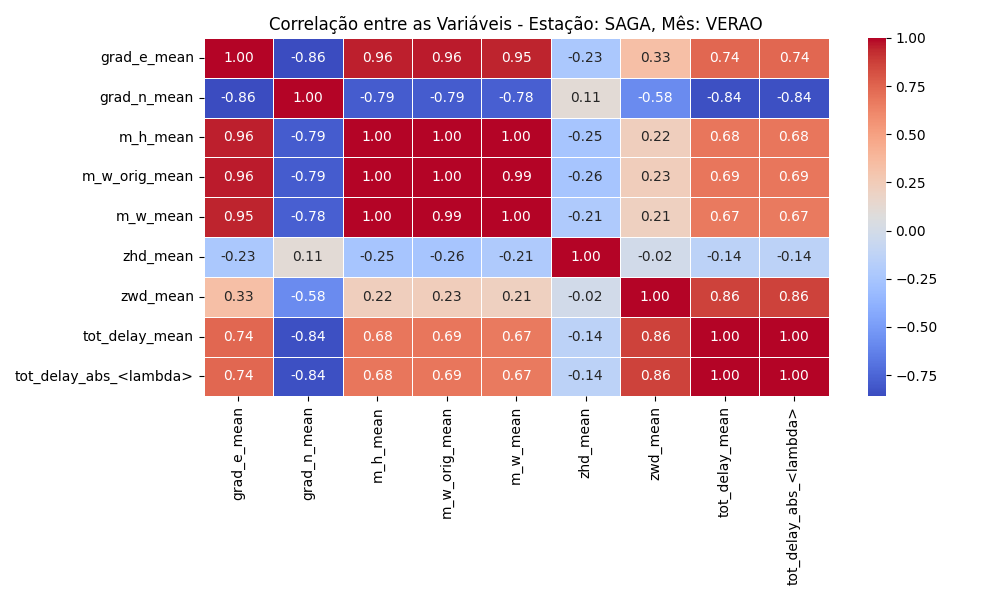 Correlação entre as Variáveis - Estação: SAGA, Mês: VERAO
grad_e_mean 1.00 -0.86 0.96 0.96 0.95 -0.23 0.33 0.74 0.74
grad_n_mean -0.86 1.00 -0.79 -0.79 -0.78 0.11 -0.58 -0.84 -0.84
m_h_mean 0.96 -0.79 1.00 1.00 1.00 -0.25 0.22 0.68 0.68
m_w_orig_mean 0.96 -0.79 1.00 1.00 0.99 -0.26 0.23 0.69 0.69
m_w_mean 0.95 -0.78 1.00 0.99 1.00 -0.21 0.21 0.67 0.67
zhd_mean -0.23 0.11 -0.25 -0.26 -0.21 1.00 -0.02 -0.14 -0.14
zwd_mean 0.33 -0.58 0.22 0.23 0.21 -0.02 1.00 0.86 0.86
tot_delay_mean 0.74 -0.84 0.68 0.69 0.67 -0.14 0.86 1.00 1.00
tot_delay_abs_<lambda> 0.74 -0.84 0.68 0.69 0.67 -0.14 0.86 1.00 1.00
grad_e_mean
grad_n_mean
m_h_mean
m_w_orig_mean
m_w_mean
zhd_mean
zwd_mean
tot_delay_mean
tot_delay_abs_<lambda>
1.00
0.75
0.50
0.25
0.00
−0.25
−0.50
−0.75